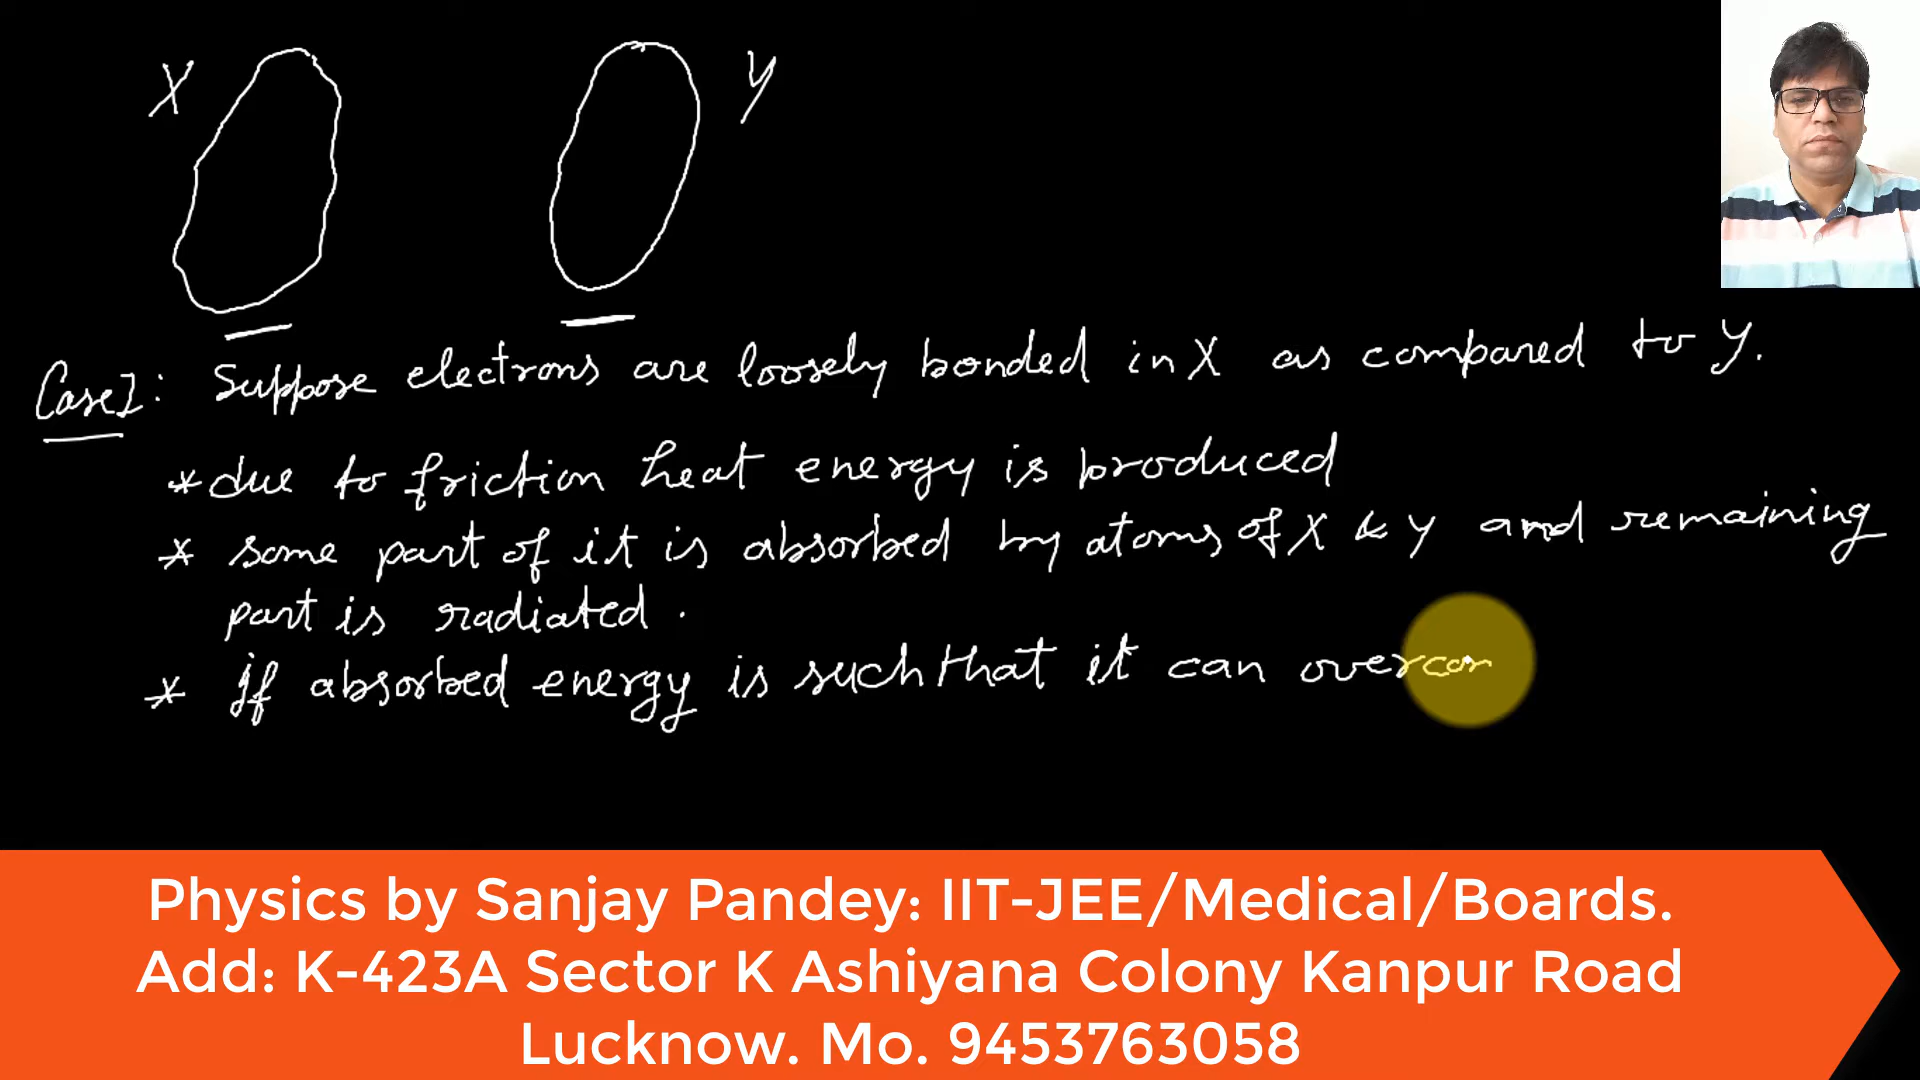 X Y
Case I: Suppose electrons are loosely bonded in X as compared to Y.
* due to friction heat energy is produced
* some part of it is absorbed by atoms of X & Y and remaining
part is radiated.
* if absorbed energy is such that it can overcom
Physics by Sanjay Pandey: IIT-JEE/Medical/Boards.
Add: K-423A Sector K Ashiyana Colony Kanpur Road
Lucknow. Mo. 9453763058